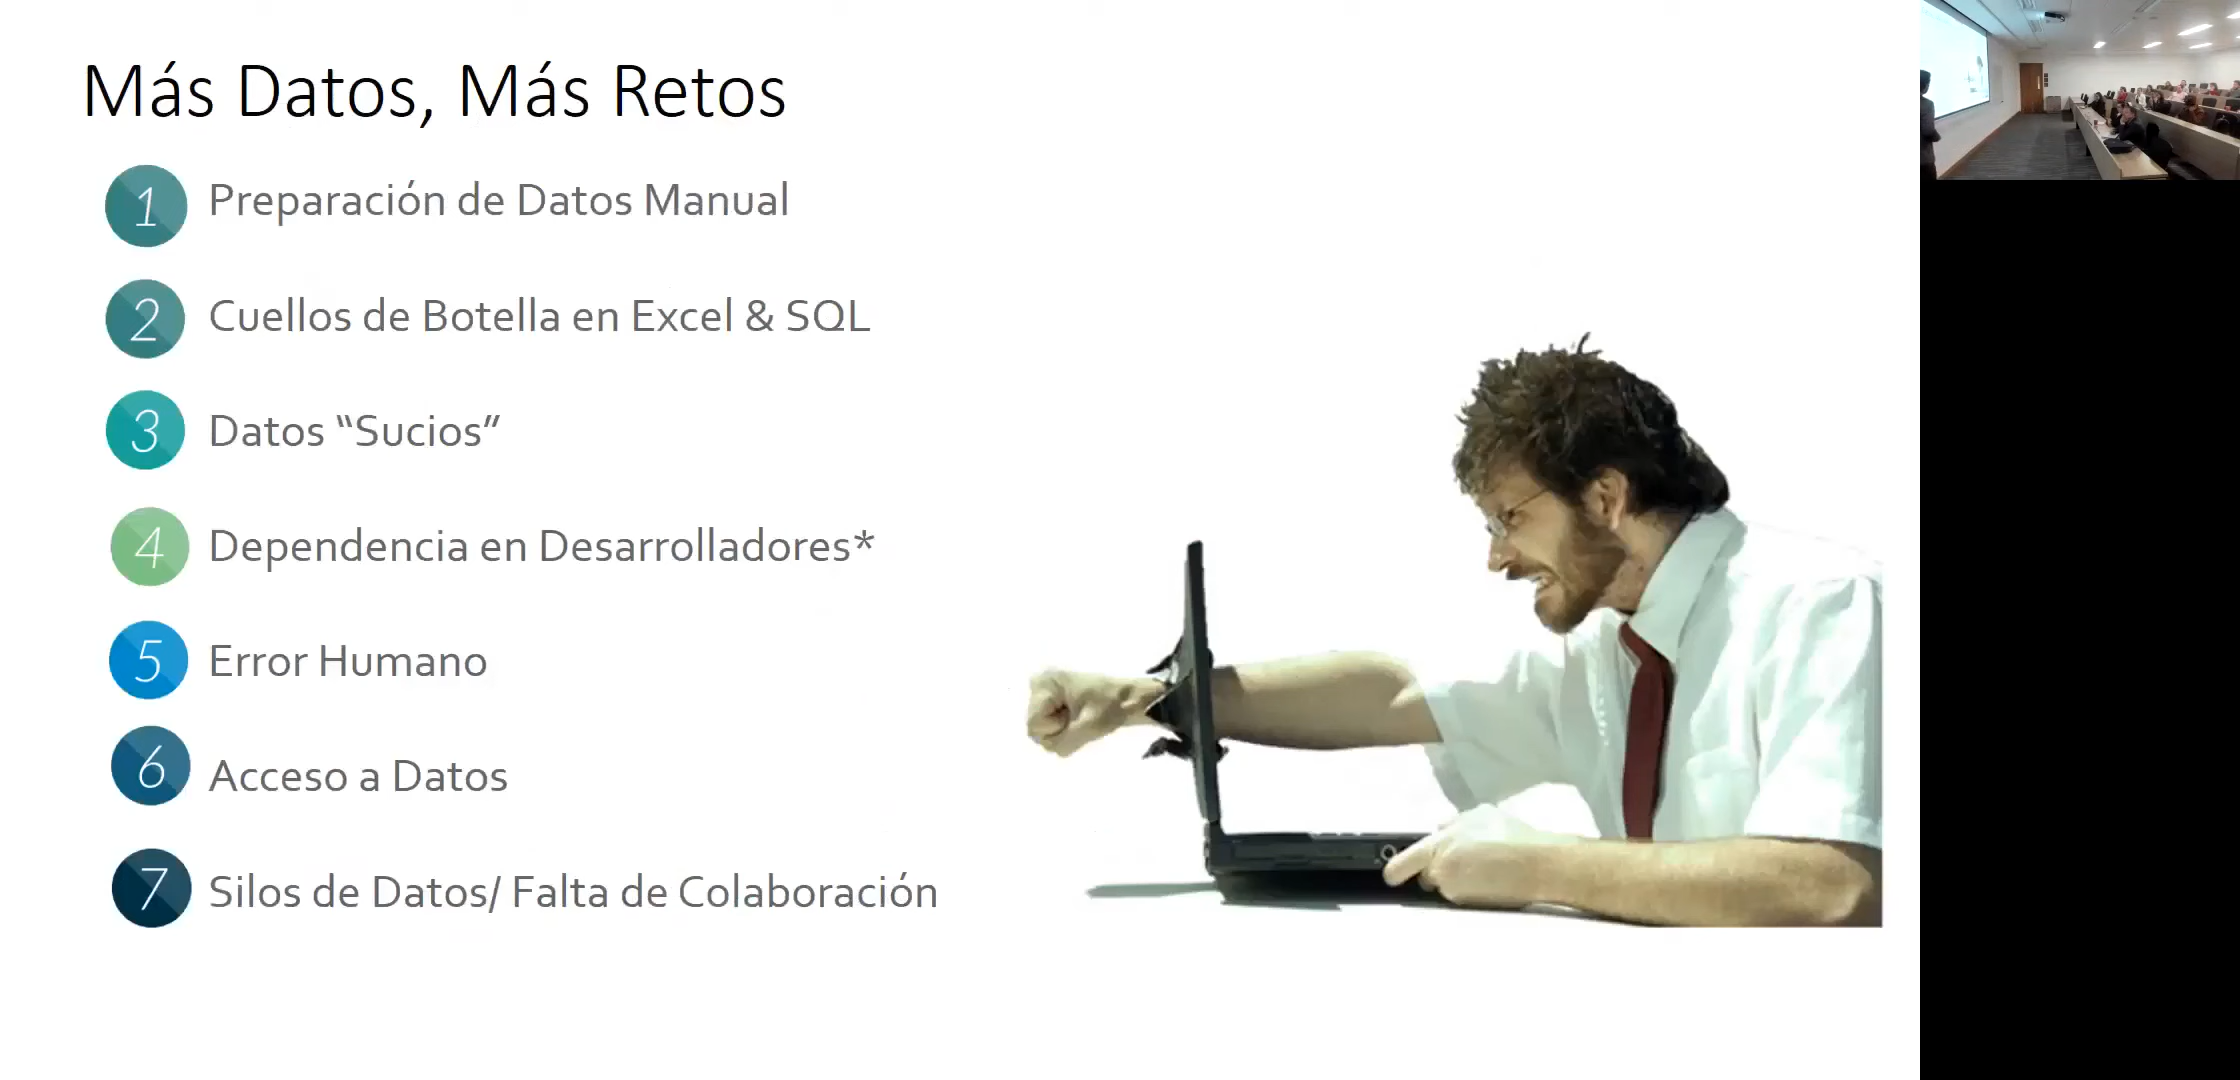 Más Datos, Más Retos
1 Preparación de Datos Manual
2 Cuellos de Botella en Excel & SQL
3 Datos “Sucios”
4 Dependencia en Desarrolladores*
5 Error Humano
6 Acceso a Datos
7 Silos de Datos/ Falta de Colaboración